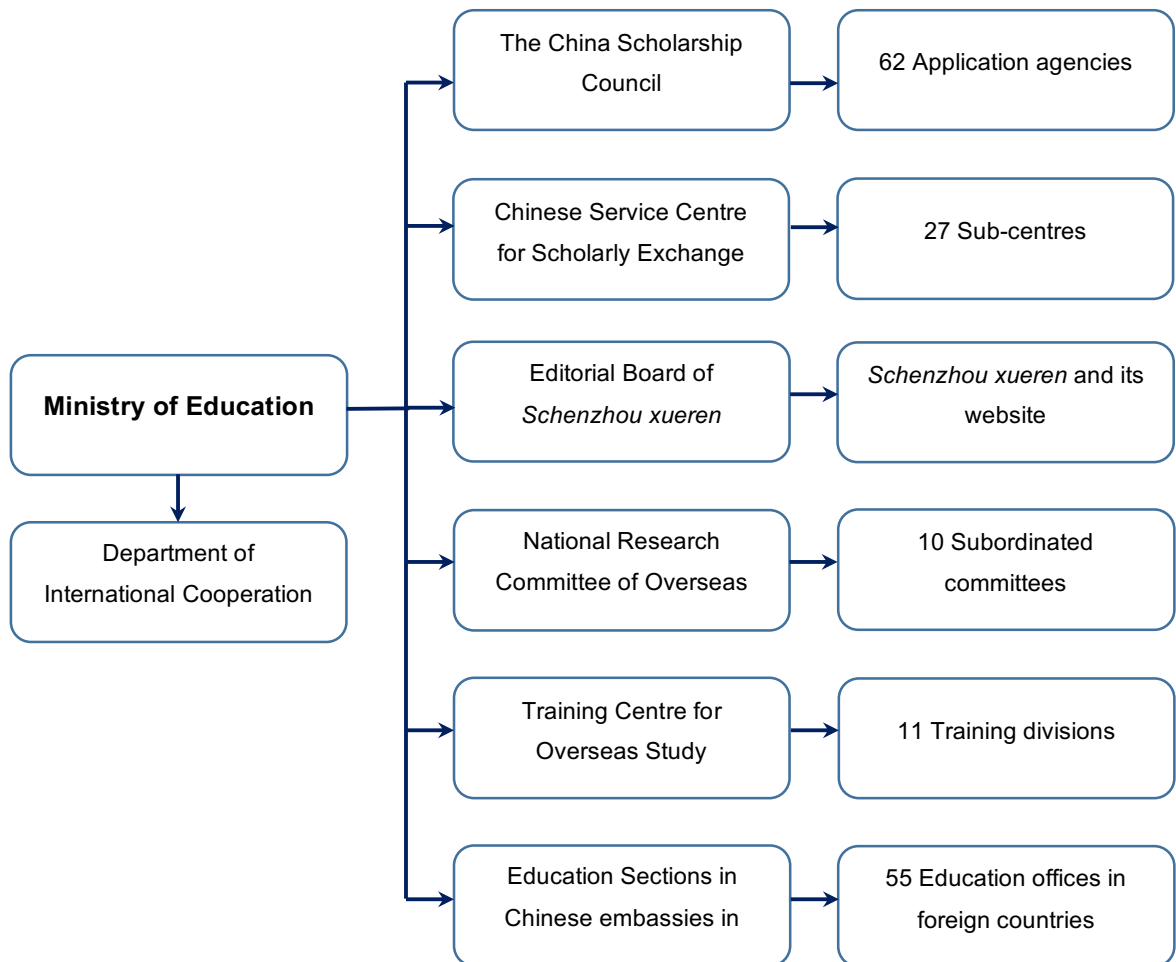 The China Scholarship
Council
62 Application agencies
Chinese Service Centre
for Scholarly Exchange
27 Sub-centres
Ministry of Education
Editorial Board of
Schenzhou xueren
Schenzhou xueren and its
website
Department of
International Cooperation
National Research
Committee of Overseas
10 Subordinated
committees
Training Centre for
Overseas Study
11 Training divisions
Education Sections in
Chinese embassies in
55 Education offices in
foreign countries